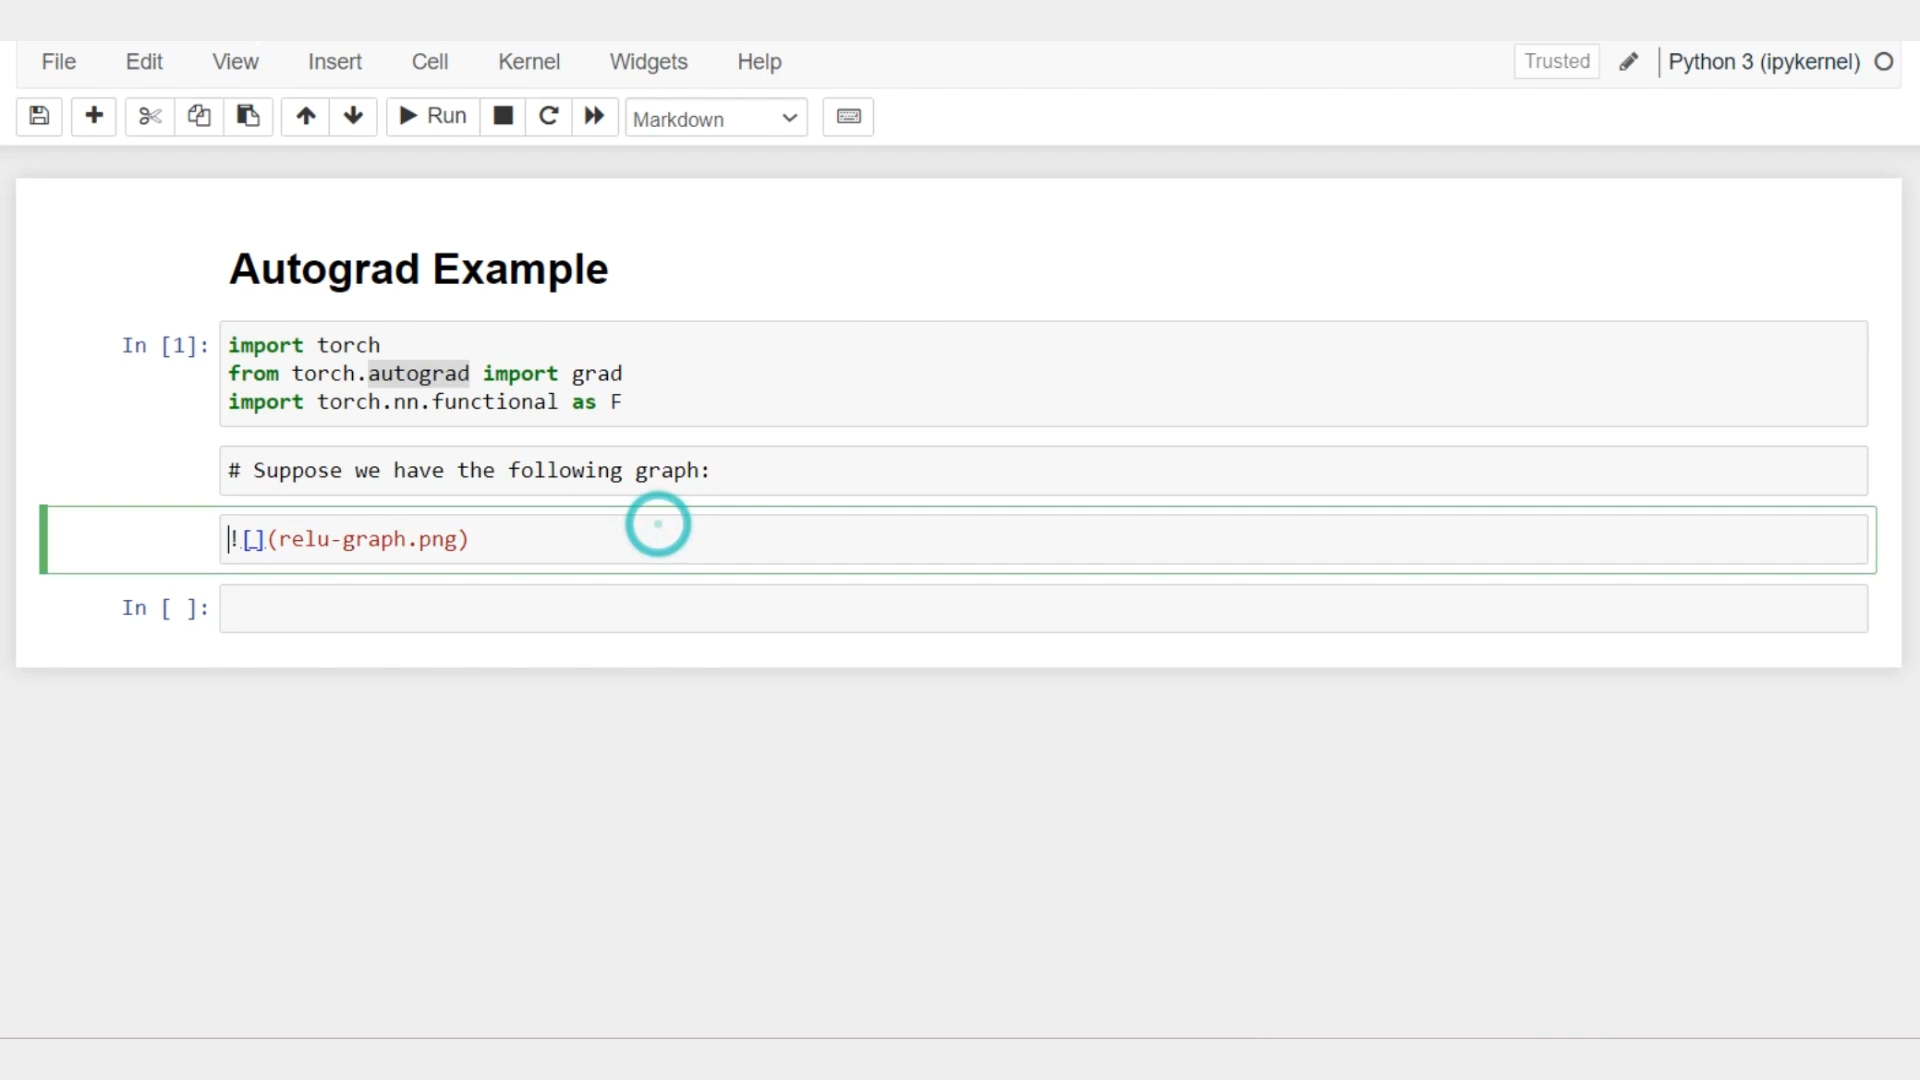 File Edit View Insert Cell Kernel Widgets Help Trusted Python 3 (ipykernel)
Run Markdown
Autograd Example
In [1]: import torch
from torch.autograd import grad
import torch.nn.functional as F
# Suppose we have the following graph:
![](relu-graph.png)
In [ ]: